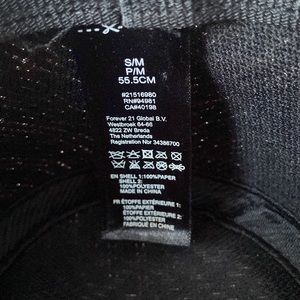 S/M
P/M
55.5CM
#21516980
RN#94981
CA#40198
Forever 21 Global B.V.
Westbroek 64-66
4822 ZW Breda
The Netherlands
Registration Nbr 34386700
EN SHELL 1:100%PAPER
SHELL 2:
100%POLYESTER
MADE IN CHINA
FR ÉTOFFE EXTÉRIEURE 1:
100%PAPIER
ÉTOFFE EXTÉRIEURE 2:
100%POLYESTER
FABRIQUÉ EN CHINE